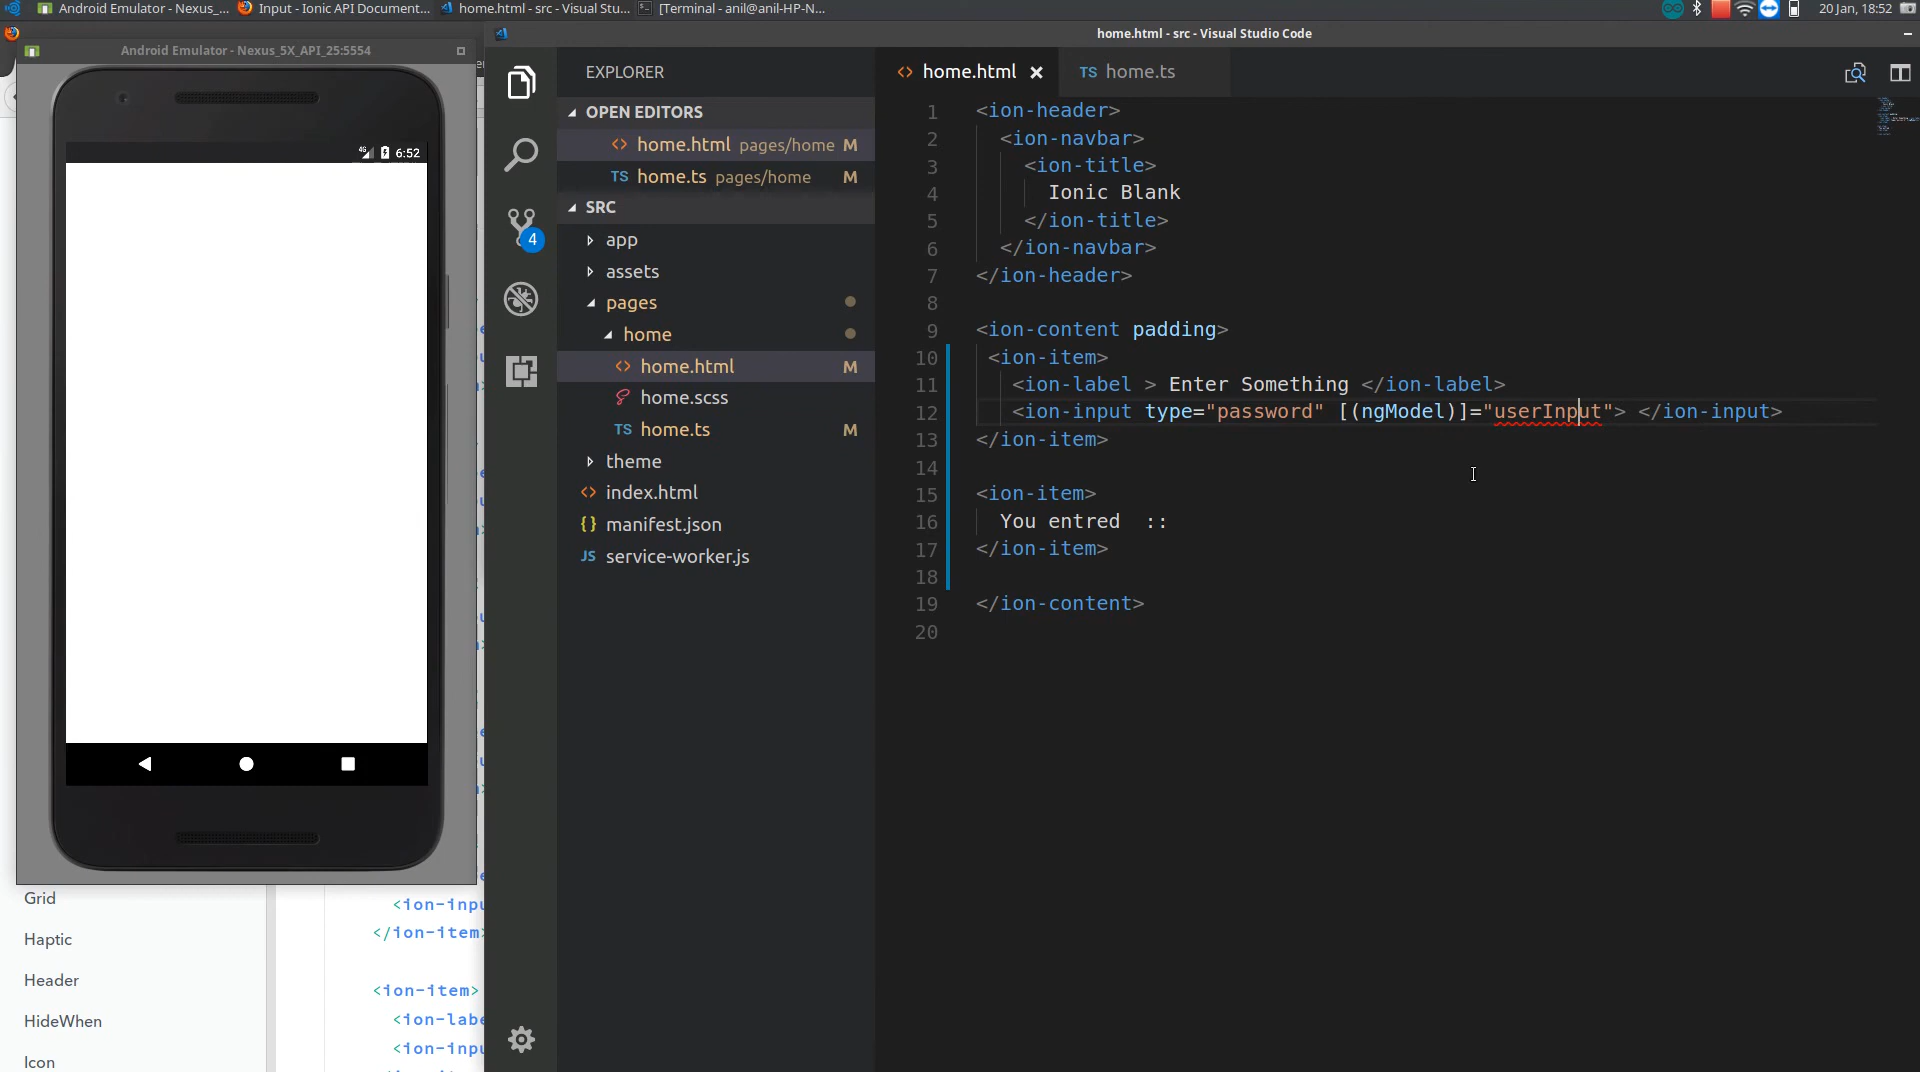 Android Emulator - Nexus_...
Input - Ionic API Document...
home.html - src - Visual Stu...
[Terminal - anil@anil-HP-N...
20 Jan, 18:52
Android Emulator - Nexus_5X_API_25:5554
home.html - src - Visual Studio Code
6:52
EXPLORER
OPEN EDITORS
home.html pages/home M
TS home.ts pages/home M
SRC
4
app
assets
pages
home
home.html M
home.scss
TS home.ts M
theme
index.html
{} manifest.json
JS service-worker.js
home.html
TS home.ts
1 <ion-header>
2 <ion-navbar>
3 <ion-title>
4 Ionic Blank
5 </ion-title>
6 </ion-navbar>
7 </ion-header>
8
9 <ion-content padding>
10 <ion-item>
11 <ion-label > Enter Something </ion-label>
12 <ion-input type="password" [(ngModel)]="userInput"> </ion-input>
13 </ion-item>
14
15 <ion-item>
16 You entred ::
17 </ion-item>
18
19 </ion-content>
20
Grid
Haptic
Header
HideWhen
Icon
<ion-inpu
</ion-item>
<ion-item>
<ion-labe
<ion-inpu